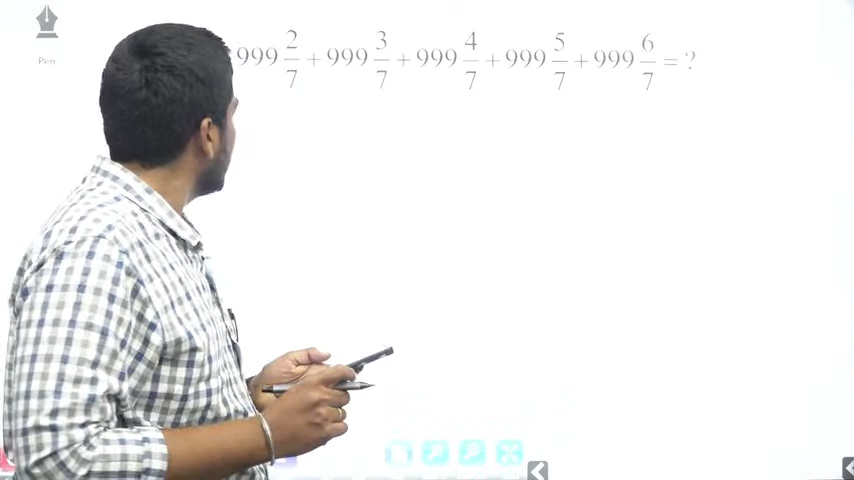 Pen
999 2/7 + 999 3/7 + 999 4/7 + 999 5/7 + 999 6/7 = ?